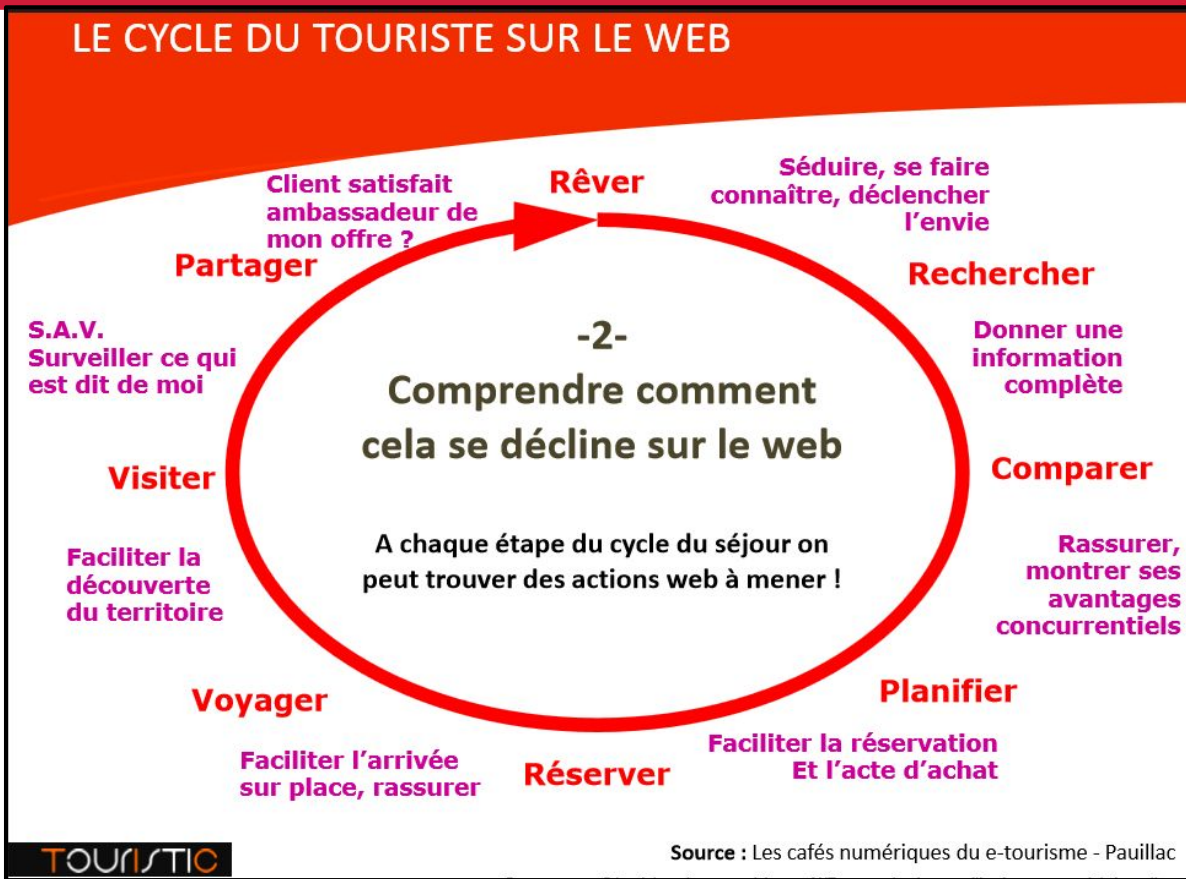 LE CYCLE DU TOURISTE SUR LE WEB
Rêver
Séduire, se faire
connaître, déclencher
l'envie
Rechercher
Donner une
information
complète
Comparer
Rassurer,
montrer ses
avantages
concurrentiels
Planifier
Faciliter la réservation
Et l'acte d'achat
Réserver
Faciliter l'arrivée
sur place, rassurer
Voyager
Faciliter la
découverte
du territoire
Visiter
S.A.V.
Surveiller ce qui
est dit de moi
Partager
Client satisfait
ambassadeur de
mon offre ?
-2-
Comprendre comment
cela se décline sur le web
A chaque étape du cycle du séjour on
peut trouver des actions web à mener !
TOURISTIC
Source : Les cafés numériques du e-tourisme - Pauillac